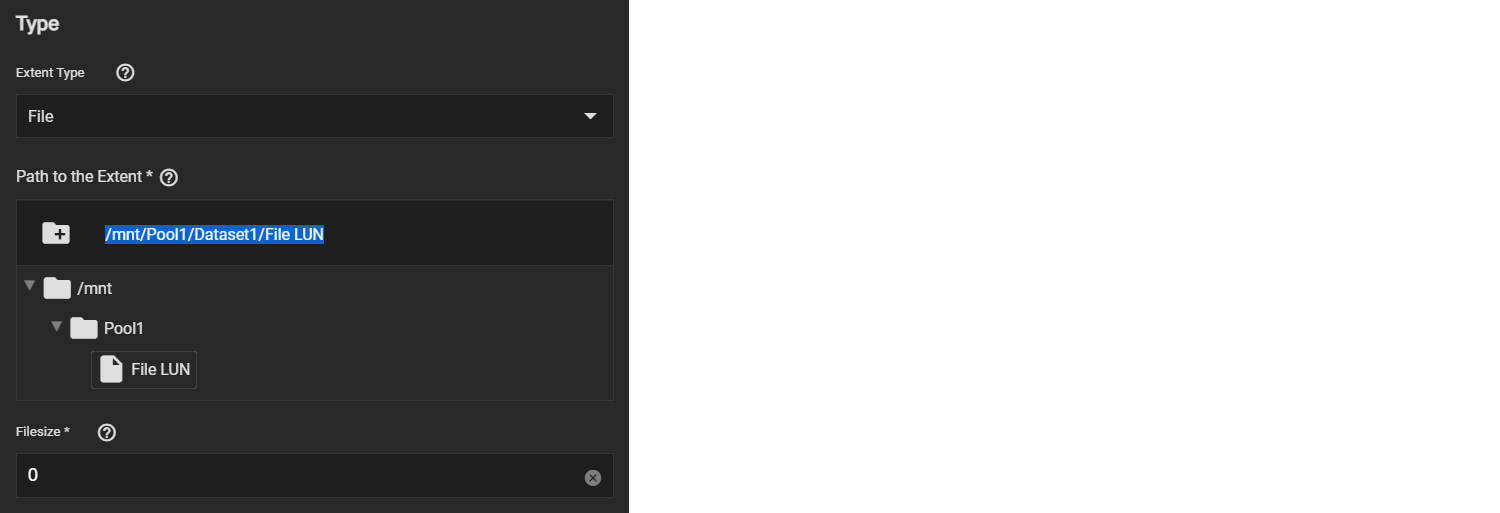 Type
Extent Type
File
Path to the Extent *
/mnt/Pool1/Dataset1/File LUN
/mnt
Pool1
File LUN
Filesize *
0